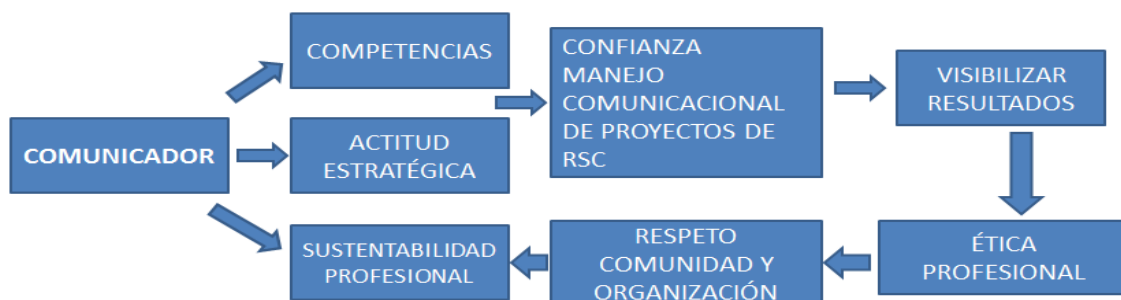 COMPETENCIAS
CONFIANZA
MANEJO
COMUNICACIONAL
DE PROYECTOS DE
RSC
VISIBILIZAR
RESULTADOS
COMUNICADOR
ACTITUD
ESTRATÉGICA
SUSTENTABILIDAD
PROFESIONAL
RESPETO
COMUNIDAD Y
ORGANIZACIÓN
ÉTICA
PROFESIONAL